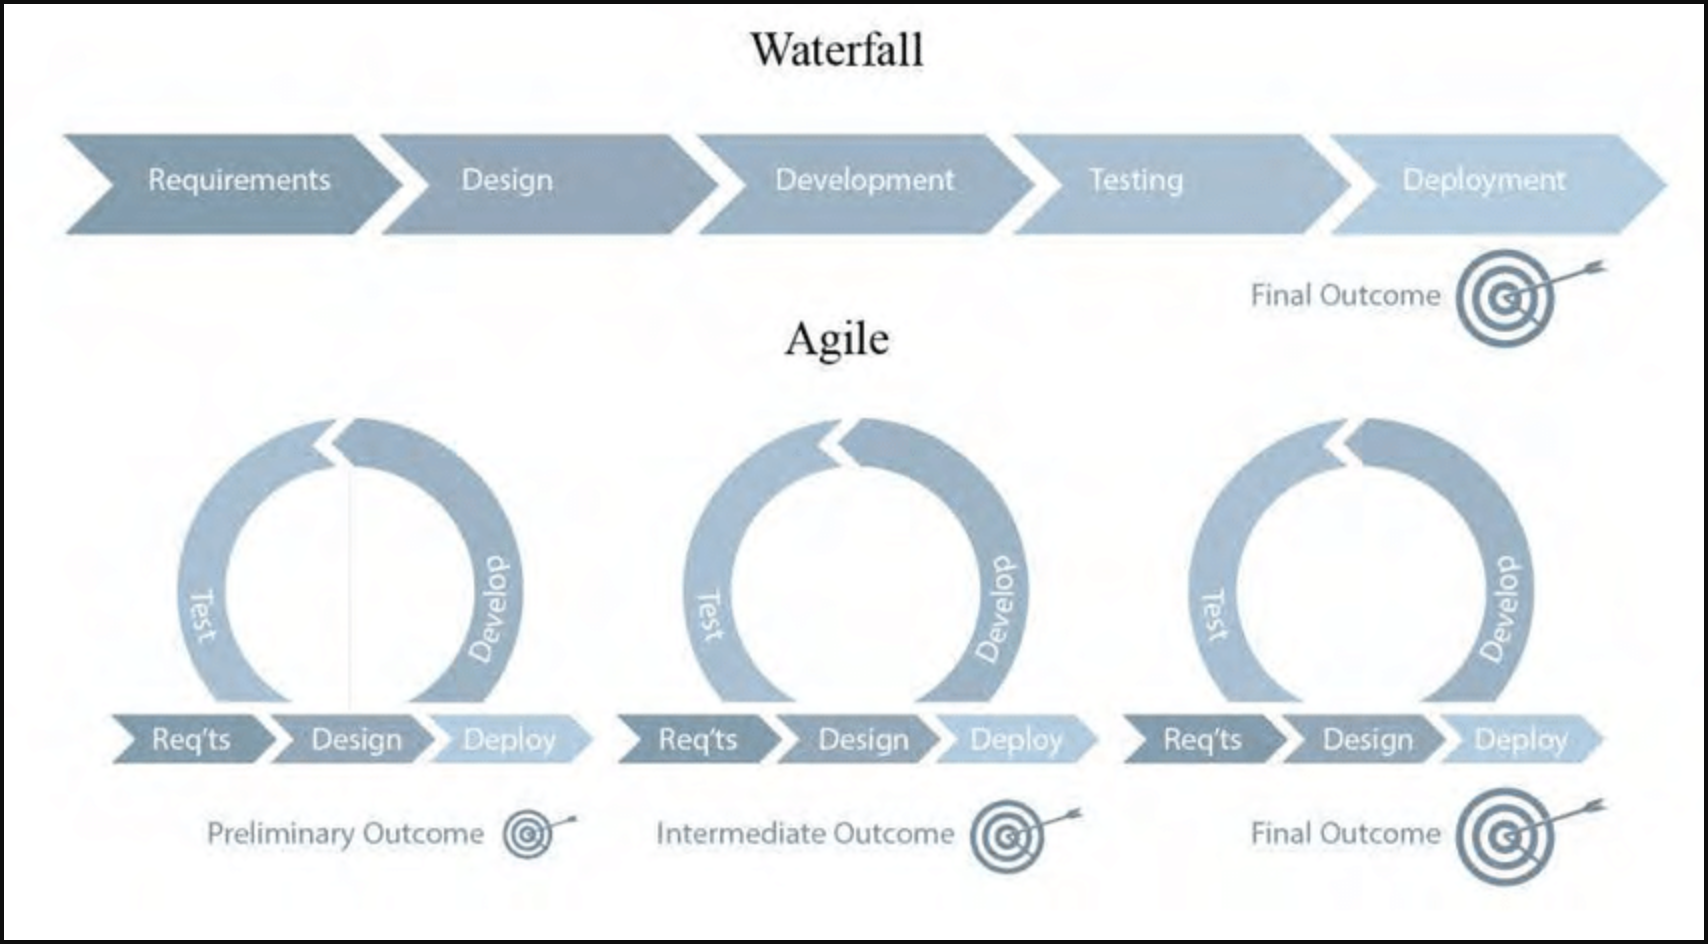 Waterfall
Requirements
Design
Development
Testing
Deployment
Final Outcome
Agile
Test
Develop
Req'ts
Design
Deploy
Preliminary Outcome
Test
Develop
Req'ts
Design
Deploy
Intermediate Outcome
Test
Develop
Req'ts
Design
Deploy
Final Outcome